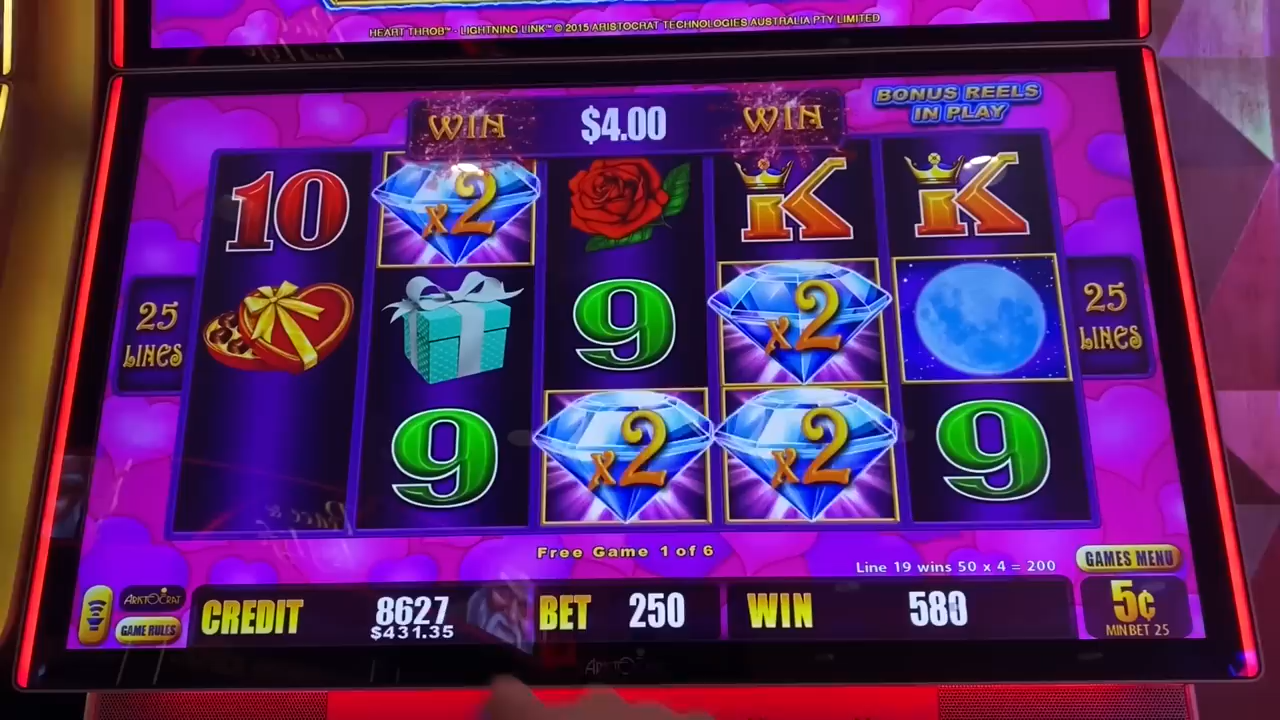 HEART THROB™ - LIGHTNING LINK™ © 2015 ARISTOCRAT TECHNOLOGIES AUSTRALIA PTY LIMITED
BONUS REELS
IN PLAY
WIN $4.00 WIN
10 x2 K K
25
LINES
9 x2
25
LINES
9 x2 x2 9
Free Game 1 of 6
Line 19 wins 50 x 4 = 200
GAMES MENU
ARISTOCRAT
GAME RULES
CREDIT 8627
$431.35
BET 250
WIN 580
5¢
MIN BET 25